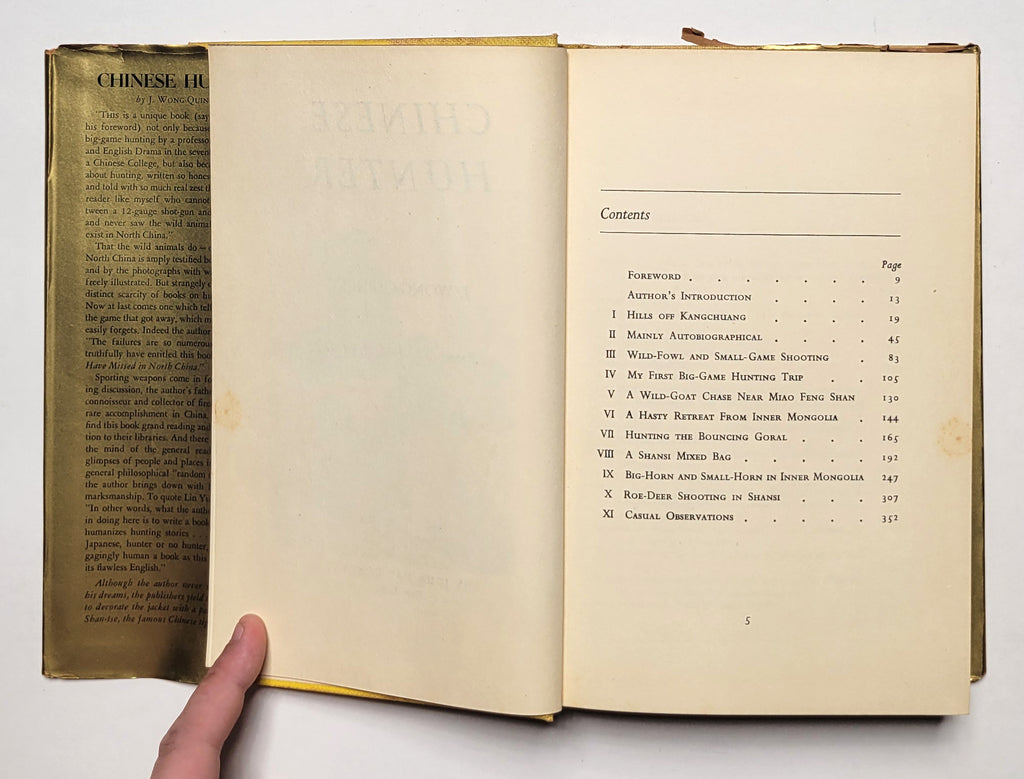 CHINESE HU
by J. Wong-Quin
"This is a unique book (say
his foreword) not only because
big-game hunting by a professo
and English Drama in the seven
a Chinese College, but also bec
about hunting, written so hones
and told with so much real zest th
reader like myself who cannot
tween a 12-gauge shot-gun and
and never saw the wild anima
exist in North China."
That the wild animals do—
North China is amply testified b
and by the photographs with w
freely illustrated. But strangely
distinct scarcity of books on h
Now at last comes one which tell
the game that got away, which m
easily forgets. Indeed the author
"The failures are so numerou
truthfully have entitled this boo
Have Missed in North China."
Sporting weapons come in fo
ing discussion, the author's fath
connoisseur and collector of fire
rare accomplishment in China.
find this book grand reading and
tion to their libraries. And there
the mind of the general read
glimpses of people and places i
general philosophical "random
the author brings down with
marksmanship. To quote Lin Yu
"In other words, what the auth
in doing here is to write a book
humanizes hunting stories . .
Japanese, hunter or no hunter,
gagingly human a book as this
its flawless English."
Although the author never
his dreams, the publishers yield
to decorate the jacket with a p
Shan-tse, the famous Chinese ti
CHINESE
HUNTER
Contents
Page
Foreword . . . . . . . 9
Author's Introduction . . . . 13
I Hills off Kangchuang . . . . 19
II Mainly Autobiographical . . . . 45
III Wild-Fowl and Small-Game Shooting . 83
IV My First Big-Game Hunting Trip . . 105
V A Wild-Goat Chase Near Miao Feng Shan 130
VI A Hasty Retreat From Inner Mongolia . 144
VII Hunting the Bouncing Goral . . . 165
VIII A Shansi Mixed Bag . . . . . 192
IX Big-Horn and Small-Horn in Inner Mongolia 247
X Roe-Deer Shooting in Shansi . . . 307
XI Casual Observations . . . . . 352
5